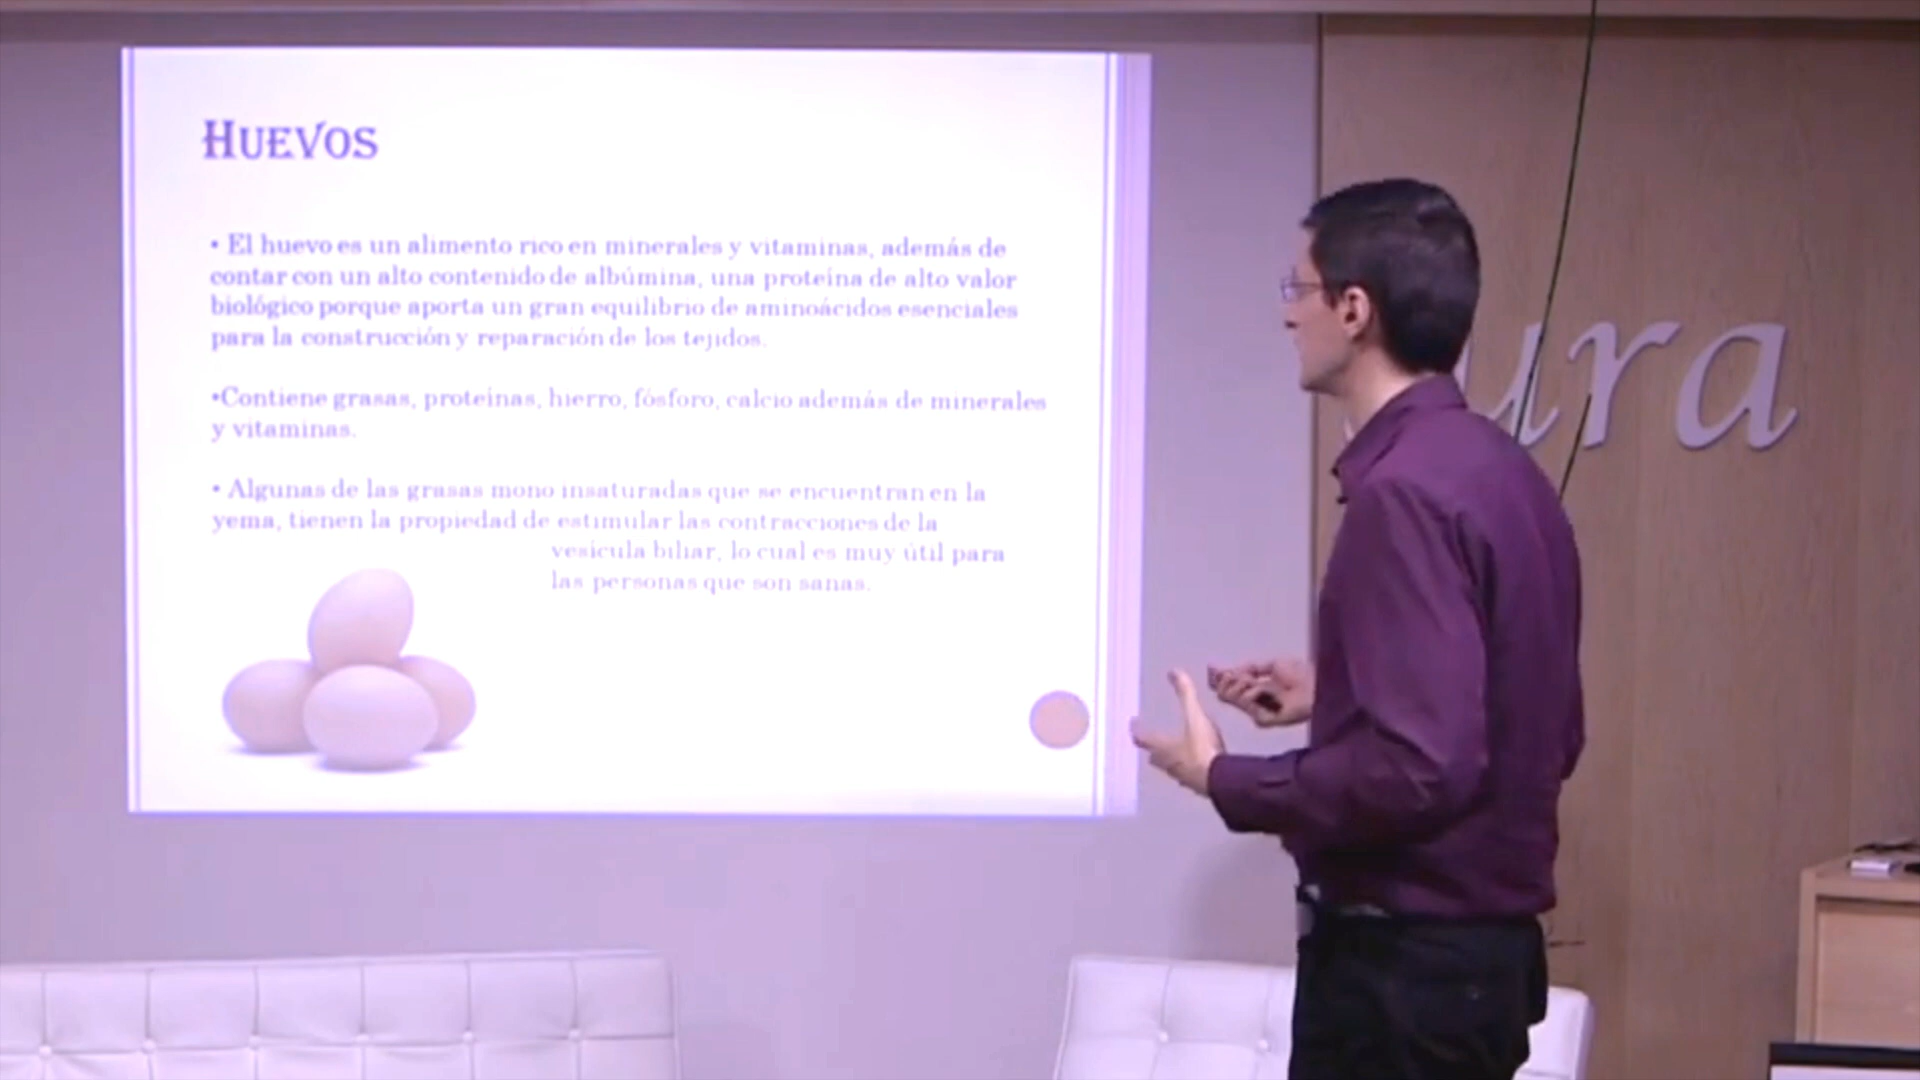 HUEVOS
• El huevo es un alimento rico en minerales y vitaminas, además de
contar con un alto contenido de albúmina, una proteína de alto valor
biológico porque aporta un gran equilibrio de aminoácidos esenciales
para la construcción y reparación de los tejidos.
•Contiene grasas, proteínas, hierro, fósforo, calcio además de minerales
y vitaminas.
• Algunas de las grasas mono insaturadas que se encuentran en la
yema, tienen la propiedad de estimular las contracciones de la
vesícula biliar, lo cual es muy útil para
las personas que son sanas.
ura